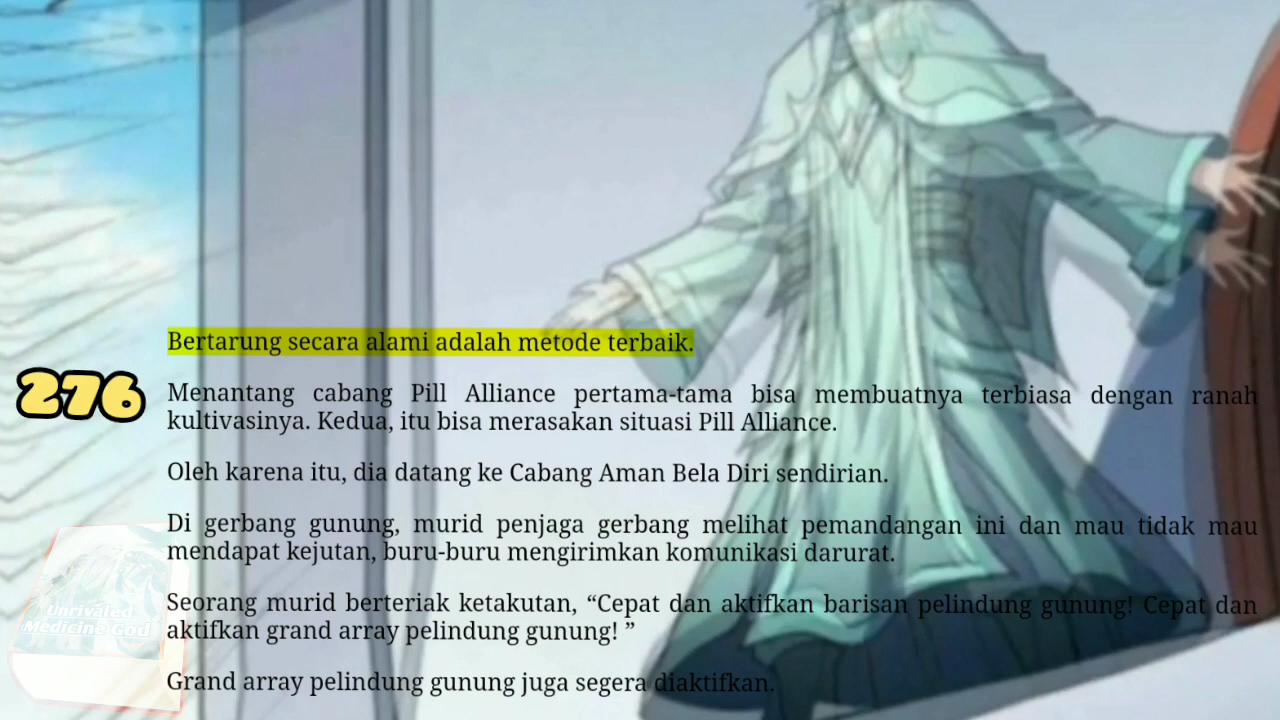 Bertarung secara alami adalah metode terbaik.
276
Menantang cabang Pill Alliance pertama-tama bisa membuatnya terbiasa dengan ranah
kultivasinya. Kedua, itu bisa merasakan situasi Pill Alliance.
Oleh karena itu, dia datang ke Cabang Aman Bela Diri sendirian.
Di gerbang gunung, murid penjaga gerbang melihat pemandangan ini dan mau tidak mau
mendapat kejutan, buru-buru mengirimkan komunikasi darurat.
Seorang murid berteriak ketakutan, “Cepat dan aktifkan barisan pelindung gunung! Cepat dan
aktifkan grand array pelindung gunung! ”
Grand array pelindung gunung juga segera diaktifkan.
Unrivaled
Medicine God